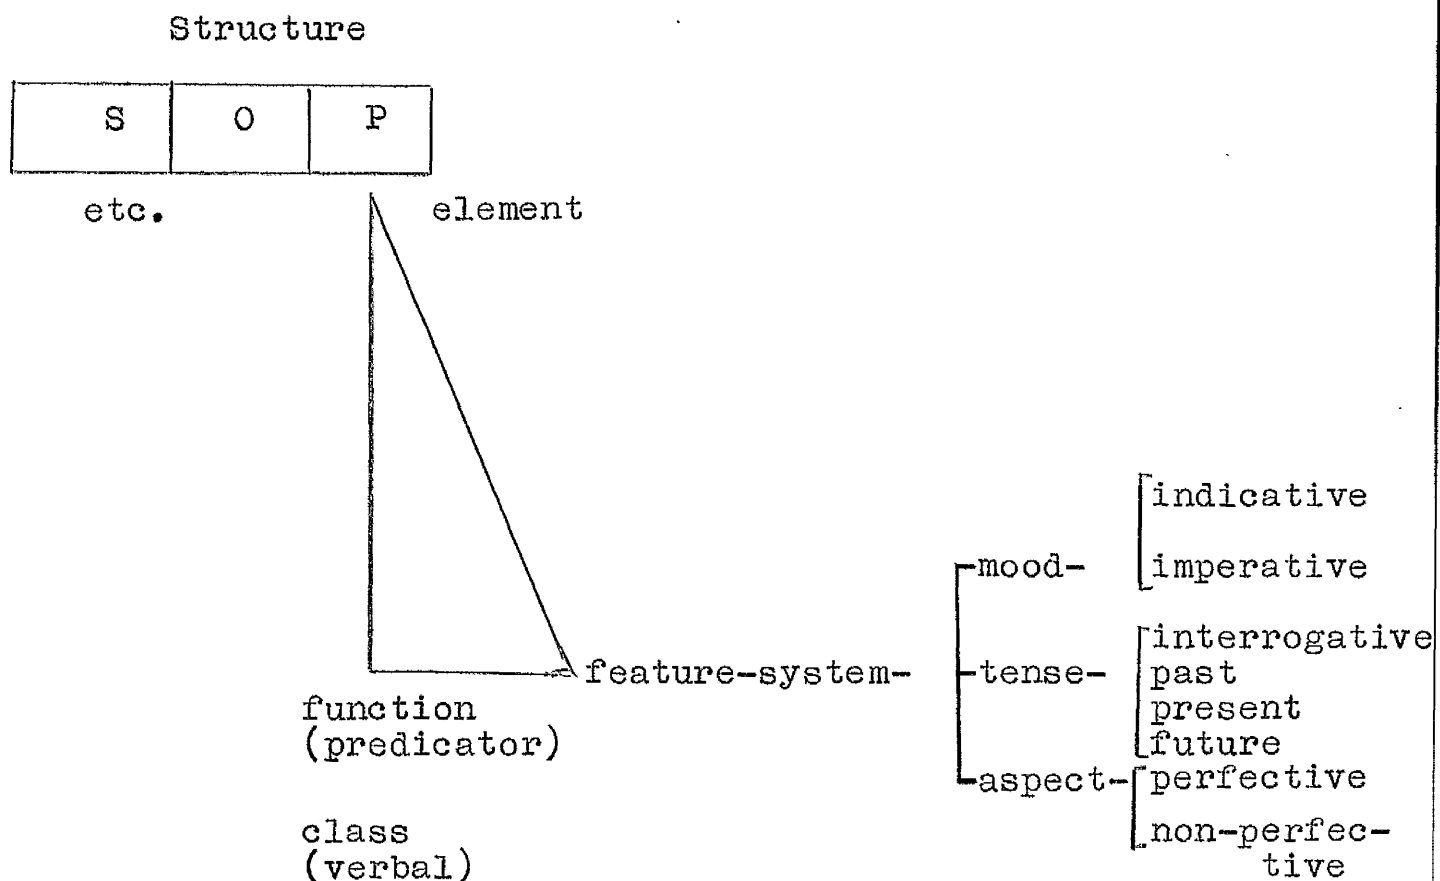 Structure
S O P
etc. element
indicative
-mood- imperative
interrogative
feature-system- -tense- past
function present
(predicator) future
-aspect- perfective
class non-perfec-
(verbal) tive